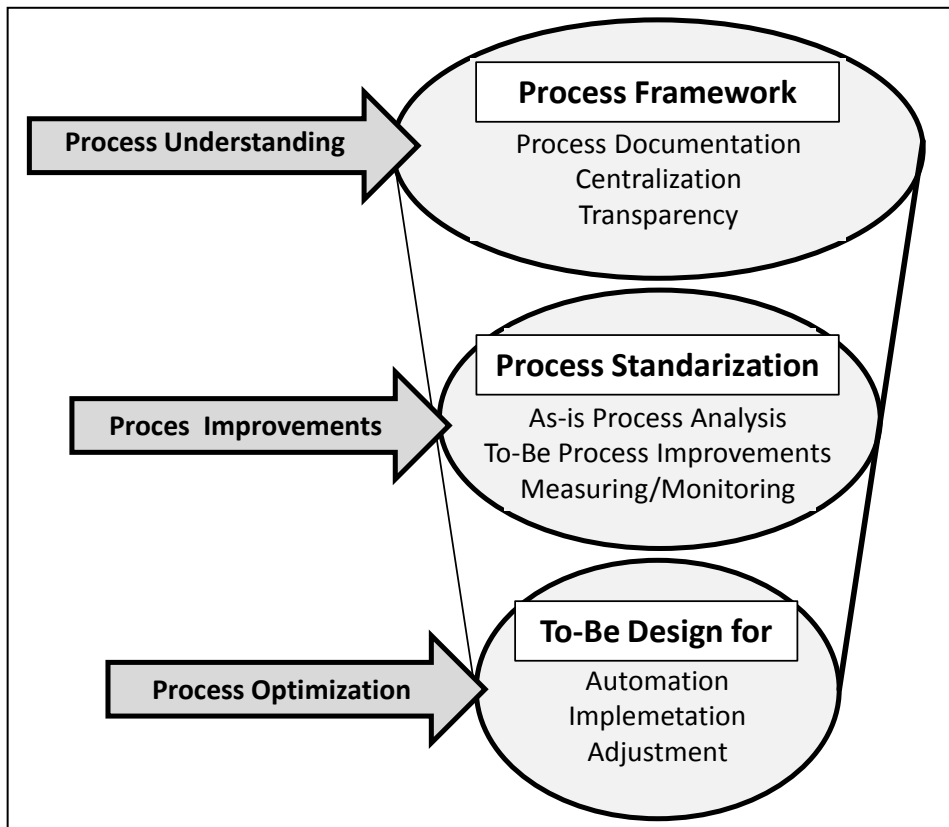 Process Understanding
Process Framework
Process Documentation
Centralization
Transparency
Proces Improvements
Process Standarization
As-is Process Analysis
To-Be Process Improvements
Measuring/Monitoring
Process Optimization
To-Be Design for
Automation
Implemetation
Adjustment